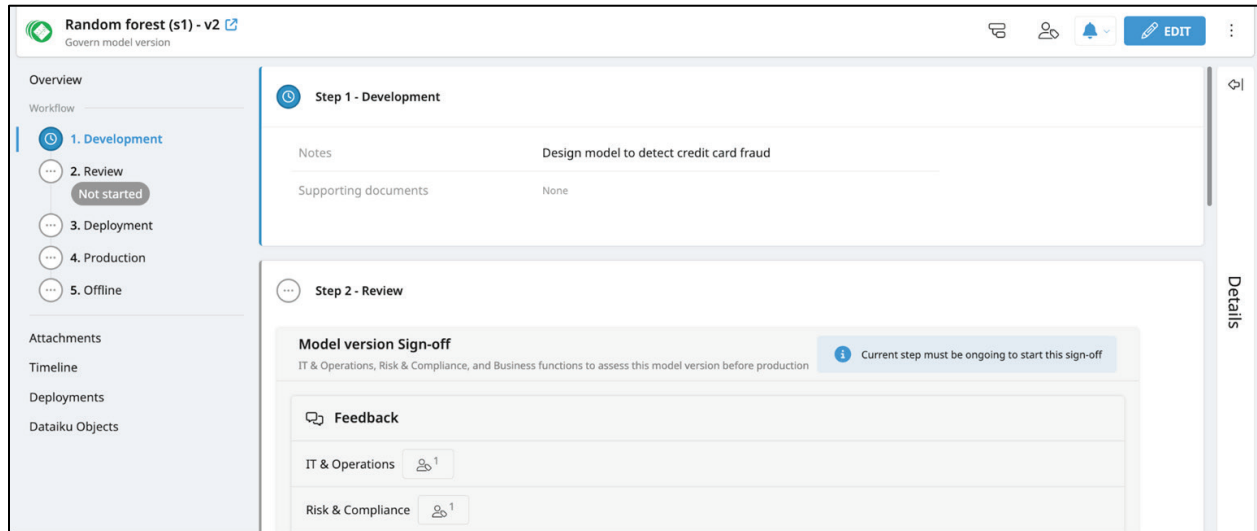 Random forest (s1) - v2
Govern model version
EDIT
Overview
Workflow
1. Development
2. Review
Not started
3. Deployment
4. Production
5. Offline
Attachments
Timeline
Deployments
Dataiku Objects
Step 1 - Development
Notes Design model to detect credit card fraud
Supporting documents None
Step 2 - Review
Model version Sign-off
IT & Operations, Risk & Compliance, and Business functions to assess this model version before production
Current step must be ongoing to start this sign-off
Feedback
IT & Operations 1
Risk & Compliance 1
Details